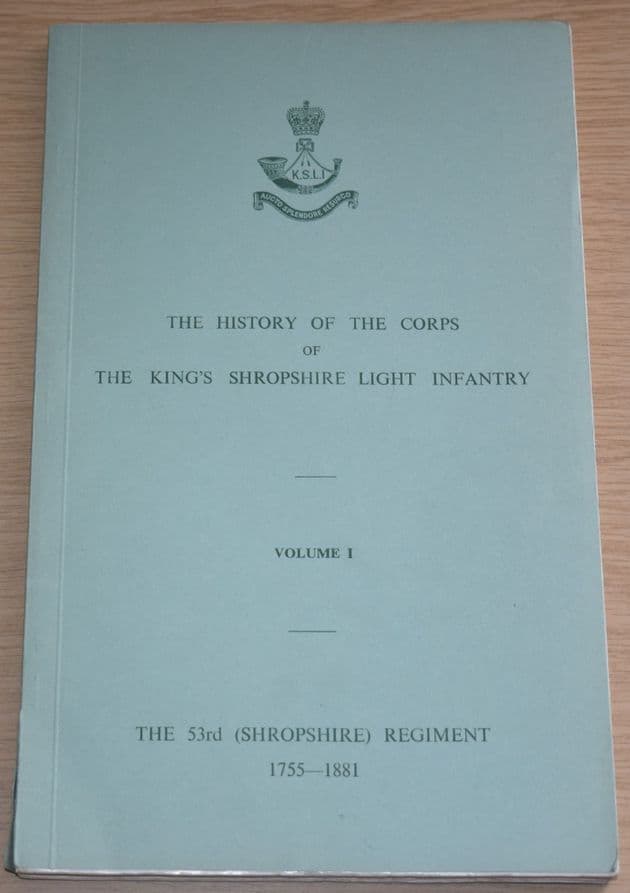 K.S.L.I
AUCTO SPLENDORE RESURGO
THE HISTORY OF THE CORPS
OF
THE KING'S SHROPSHIRE LIGHT INFANTRY
VOLUME I
THE 53rd (SHROPSHIRE) REGIMENT
1755—1881